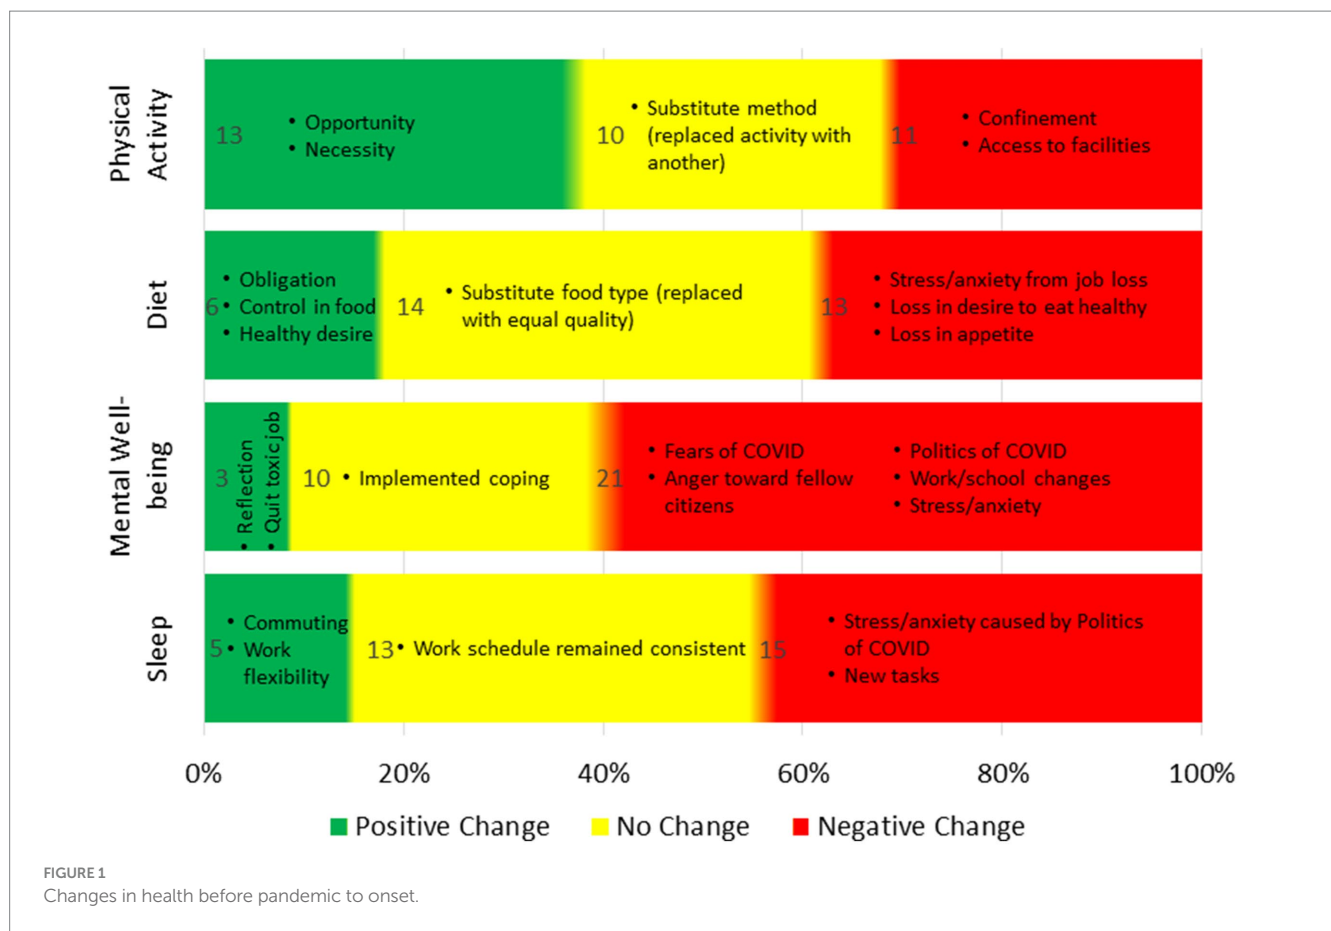 Physical
Activity
13
• Opportunity
• Necessity
10
• Substitute method
(replaced activity with
another)
11
• Confinement
• Access to facilities
Diet
6
• Obligation
• Control in food
• Healthy desire
14
• Substitute food type (replaced
with equal quality)
13
• Stress/anxiety from job loss
• Loss in desire to eat healthy
• Loss in appetite
Mental Well-
being
3
• Reflection
• Quit toxic job
10
• Implemented coping
21
• Fears of COVID
• Anger toward fellow
citizens
• Politics of COVID
• Work/school changes
• Stress/anxiety
Sleep
5
• Commuting
• Work
flexibility
13
• Work schedule remained consistent
15
• Stress/anxiety caused by Politics
of COVID
• New tasks
0% 20% 40% 60% 80% 100%
Positive Change No Change Negative Change
FIGURE 1
Changes in health before pandemic to onset.